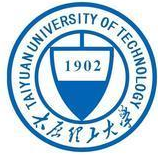 TAIYUAN UNIVERSITY OF TECHNOLOGY
1902
太原理工大学